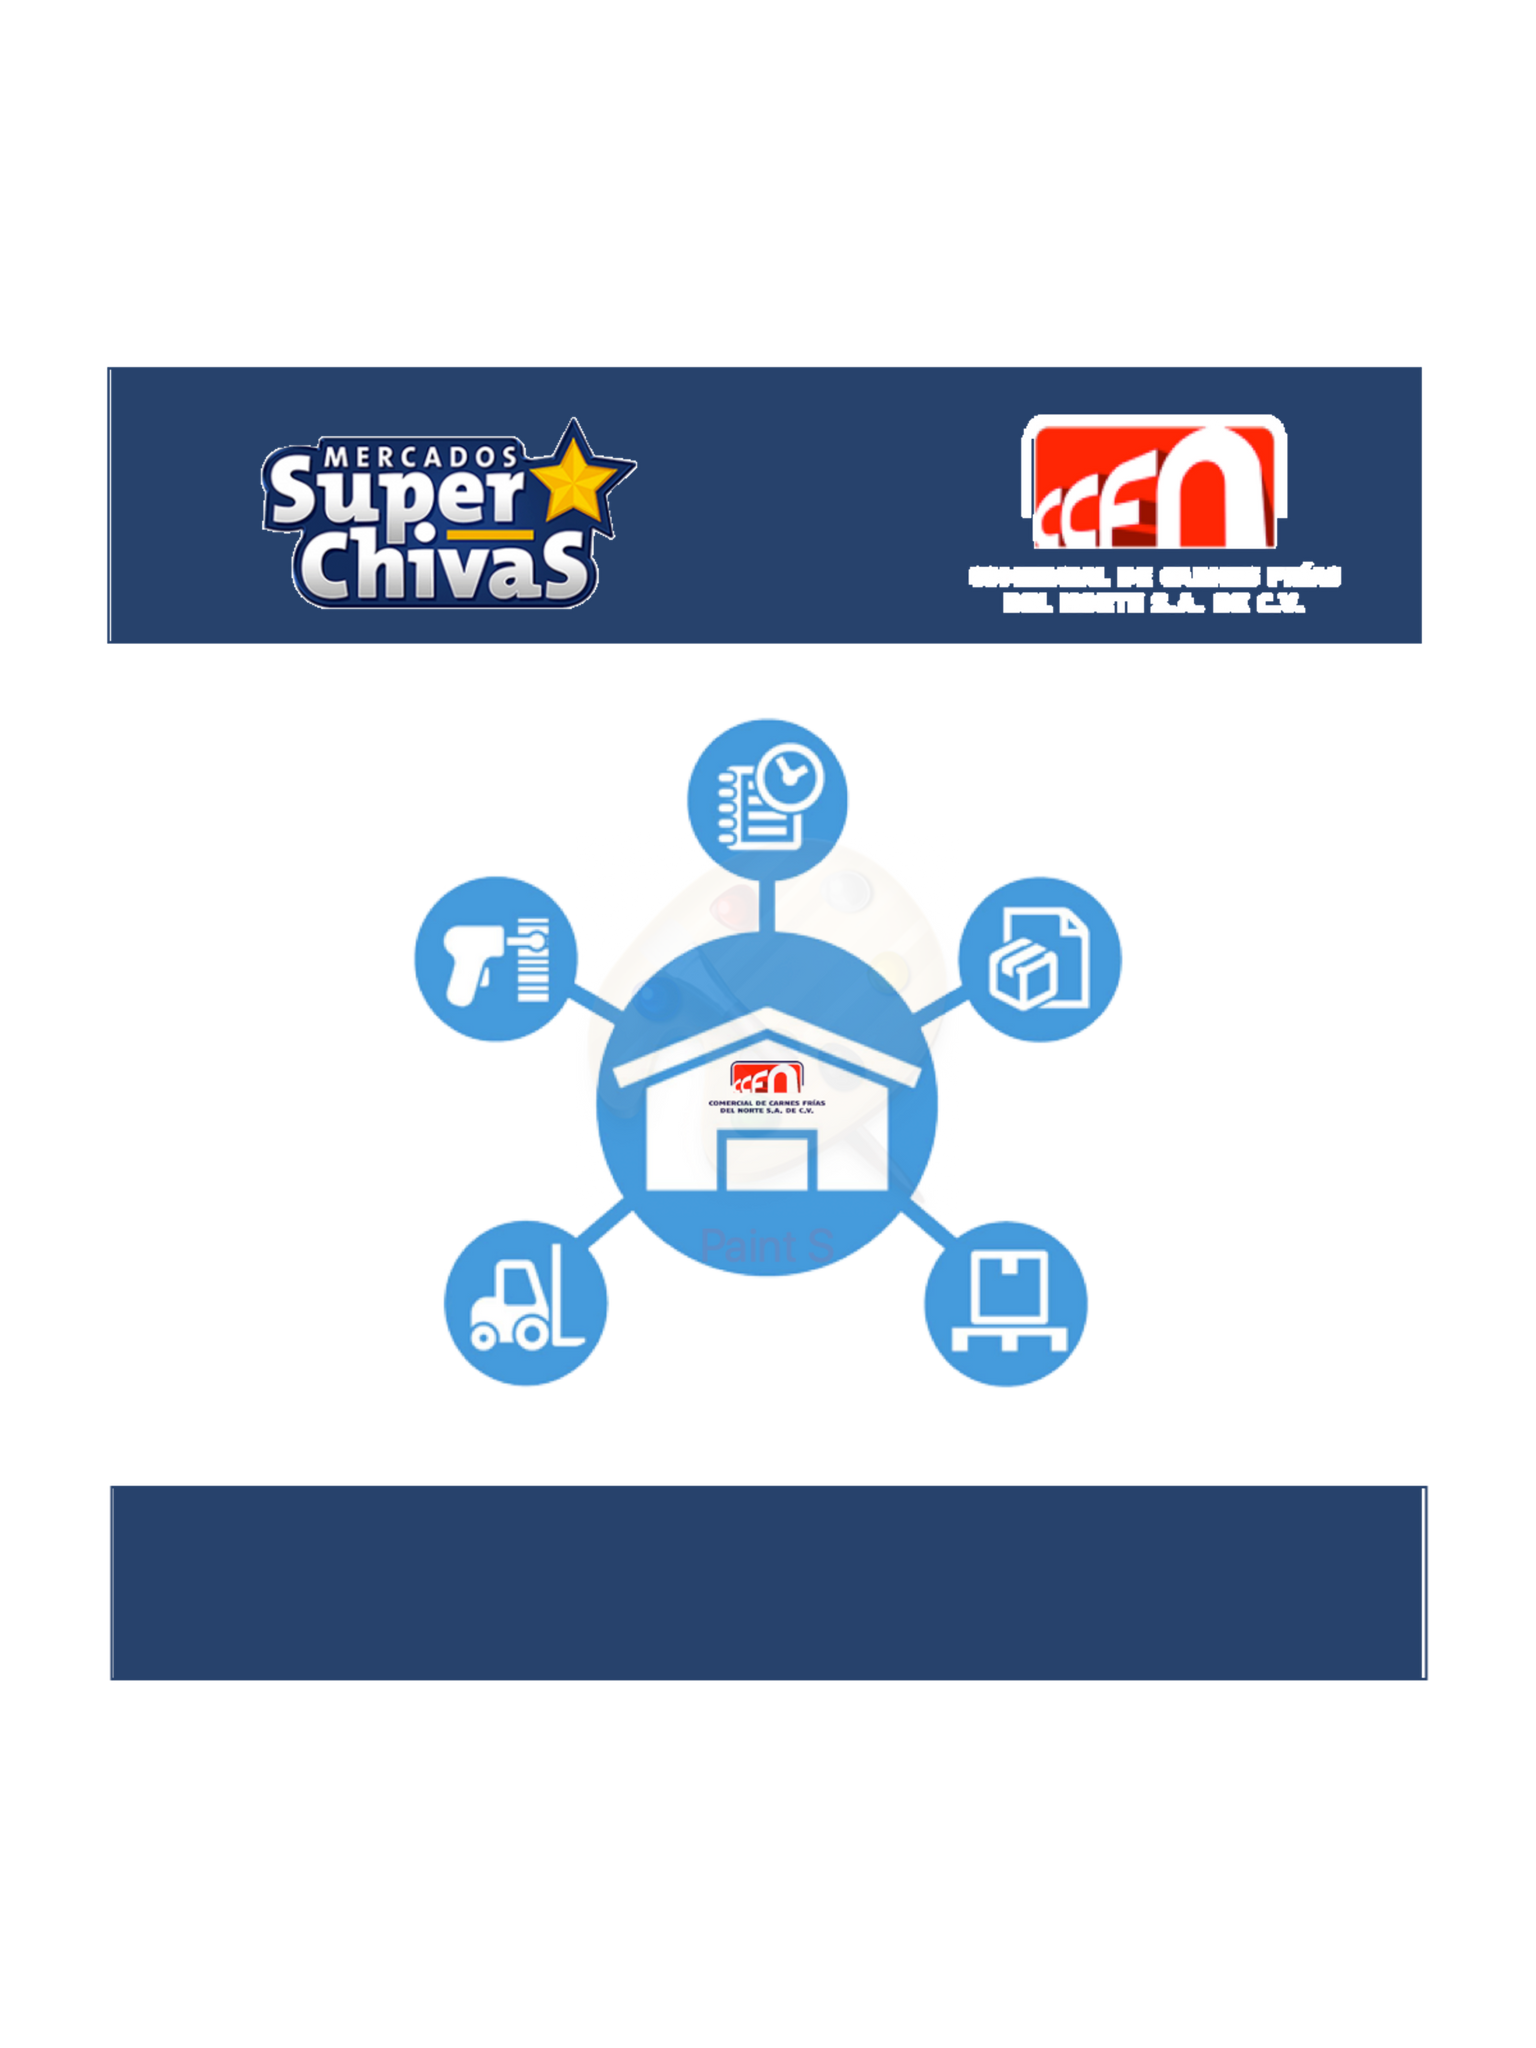 MERCADOS
Super
ChivaS
CCFN
COMERCIAL DE CARNES FRÍAS
DEL NORTE S.A. DE C.V.
CCFN
COMERCIAL DE CARNES FRÍAS
DEL NORTE S.A. DE C.V.
Paint S